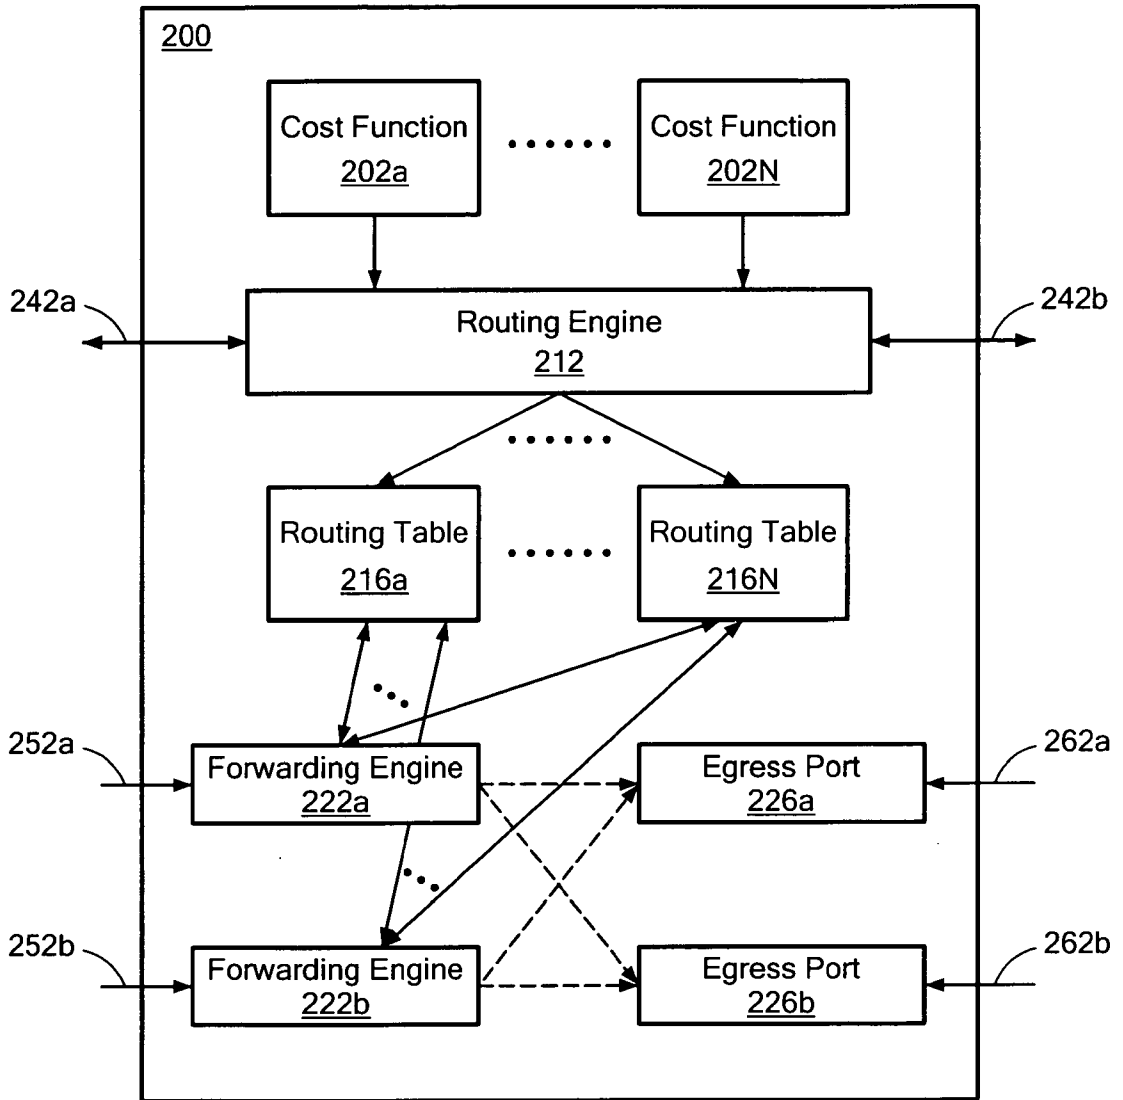 200
Cost Function
202a
Cost Function
202N
242a
242b
Routing Engine
212
Routing Table
216a
Routing Table
216N
252a
Forwarding Engine
222a
Egress Port
226a
262a
252b
Forwarding Engine
222b
Egress Port
226b
262b